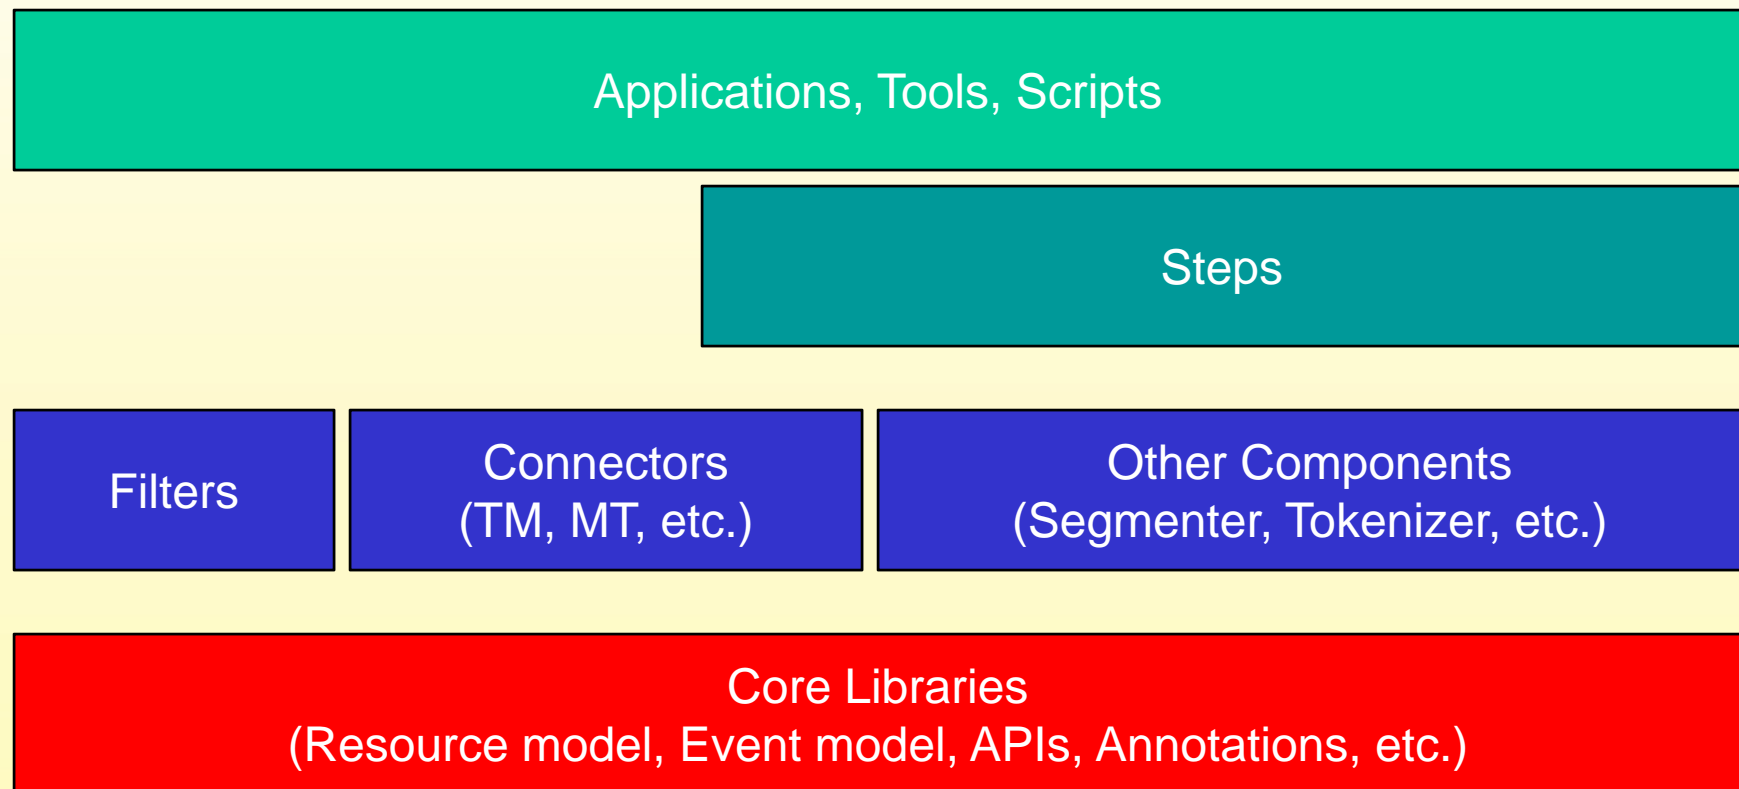 Applications, Tools, Scripts
Steps
Filters
Connectors
(TM, MT, etc.)
Other Components
(Segmenter, Tokenizer, etc.)
Core Libraries
(Resource model, Event model, APIs, Annotations, etc.)